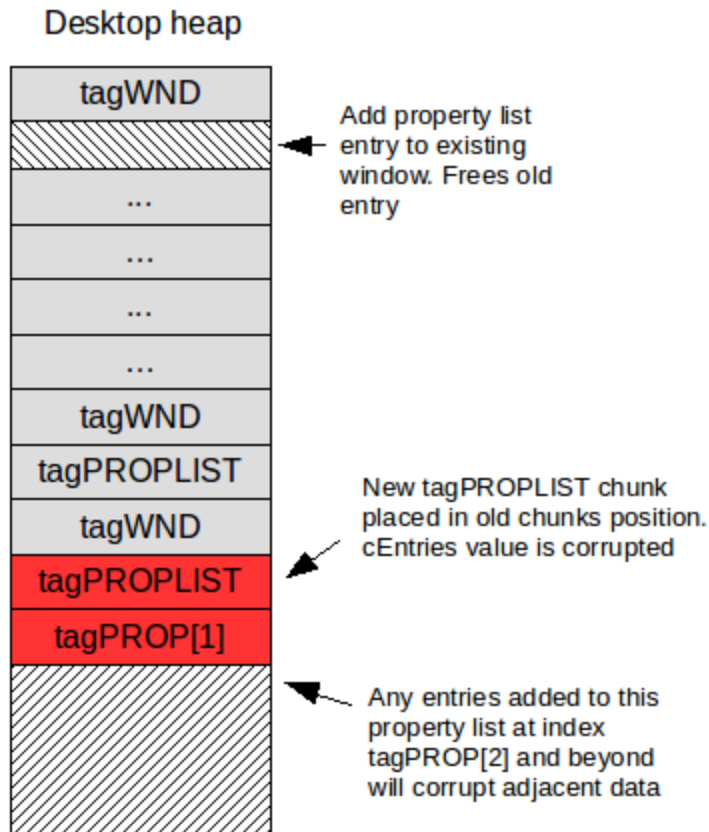 Desktop heap
tagWND
Add property list
entry to existing
window. Frees old
entry
...
...
...
...
tagWND
tagPROPLIST
tagWND
New tagPROPLIST chunk
placed in old chunks position.
cEntries value is corrupted
tagPROPLIST
tagPROP[1]
Any entries added to this
property list at index
tagPROP[2] and beyond
will corrupt adjacent data